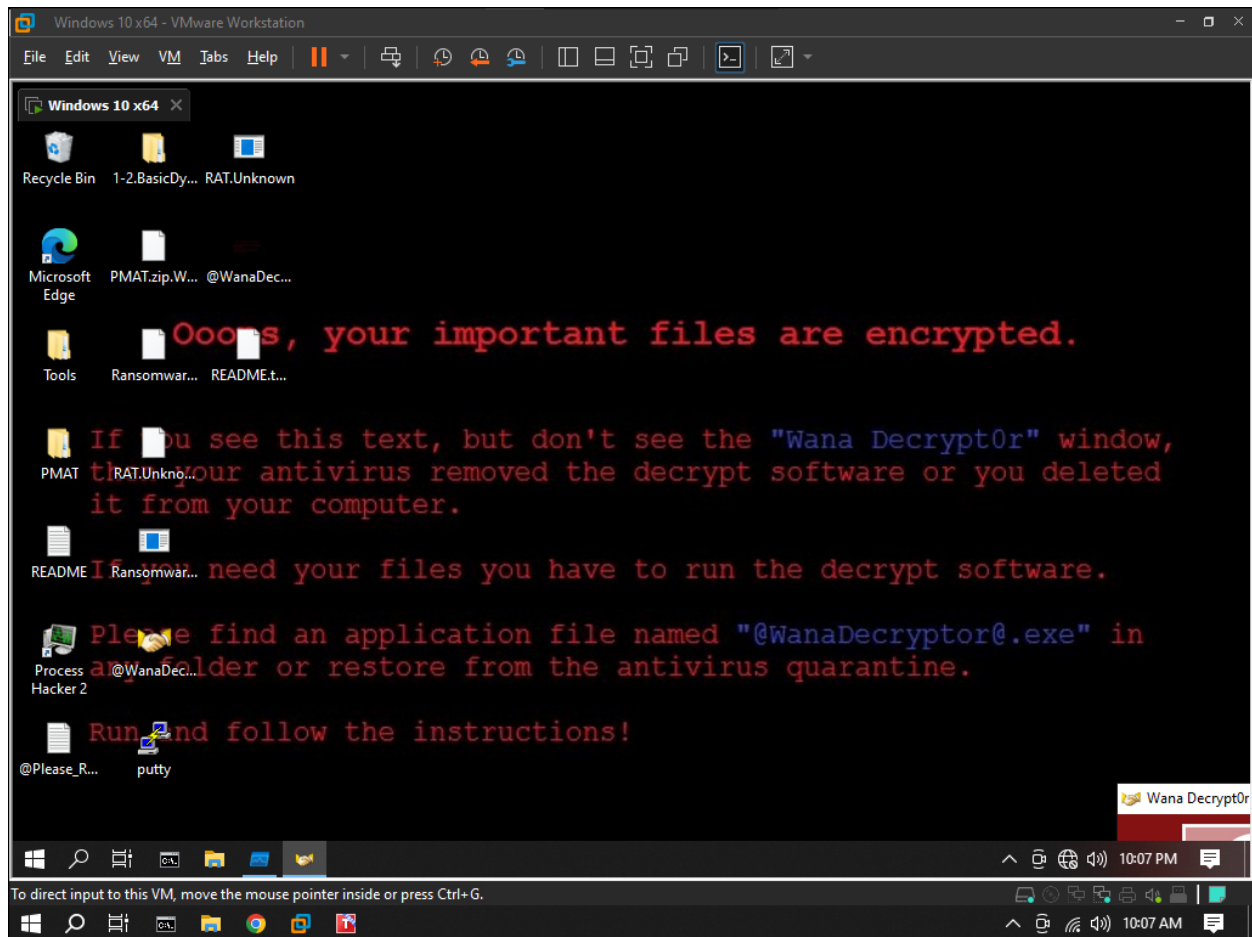 Windows 10 x64 - VMware Workstation
File Edit View VM Tabs Help
Windows 10 x64
Recycle Bin 1-2.BasicDy... RAT.Unknown
Microsoft Edge PMAT.zip.W... @WanaDec...
Ooops, your important files are encrypted.
Tools Ransomwar... README.t...
If you see this text, but don't see the "Wana Decrypt0r" window,
PMAT RAT.Unkno...
your antivirus removed the decrypt software or you deleted
it from your computer.
README Ransomwar...
If you need your files you have to run the decrypt software.
Please find an application file named "@WanaDecryptor@.exe" in
Process Hacker 2 @WanaDec...
any folder or restore from the antivirus quarantine.
Run and follow the instructions!
@Please_R... putty
Wana Decrypt0r
10:07 PM
To direct input to this VM, move the mouse pointer inside or press Ctrl+G.
10:07 AM